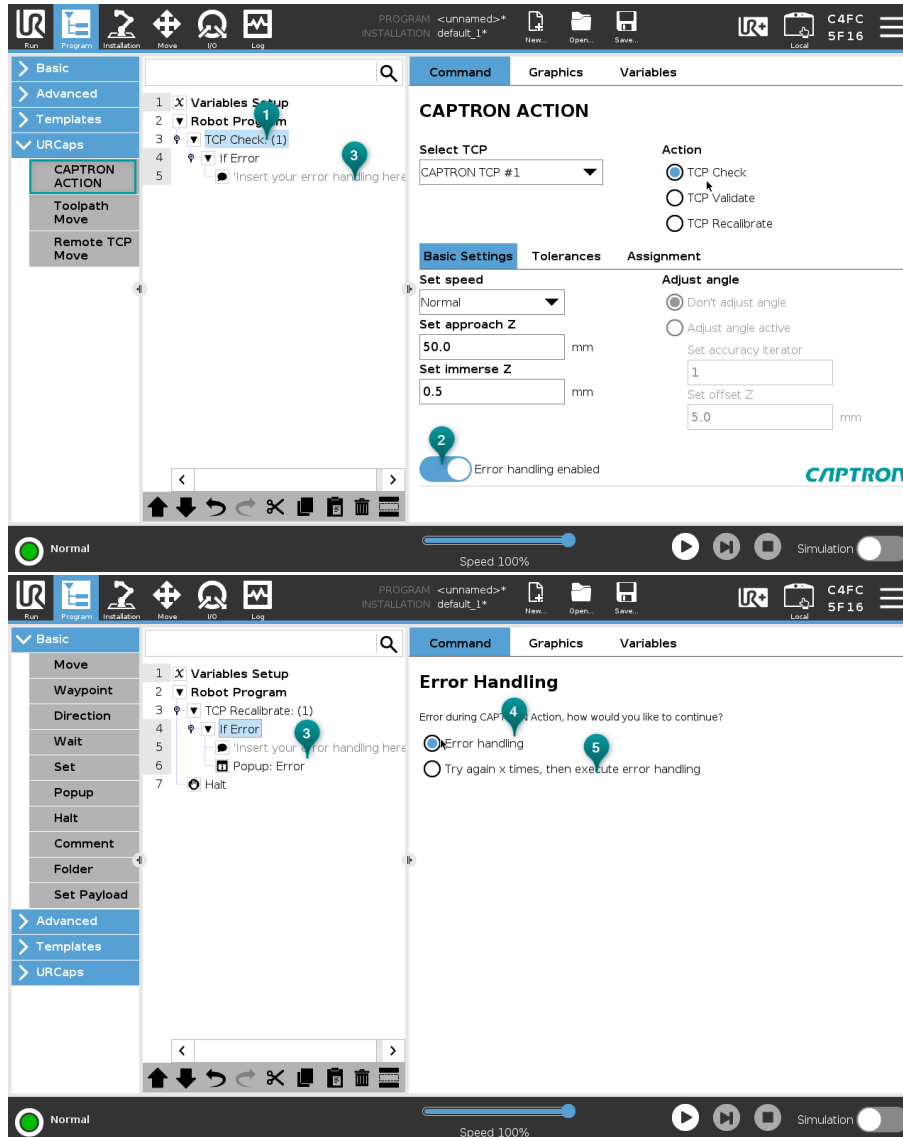 PROGRAM <unnamed>*
INSTALLATION default_1*
Run Program Installation Move I/O Log New... Open... Save... UR+ Local C4FC 5F16
Basic
Advanced
Templates
URCaps
CAPTRON ACTION
Toolpath Move
Remote TCP Move
1 X Variables Setup
2 Robot Program
3 TCP Check: (1)
4 If Error
5 'Insert your error handling here
1
3
Command Graphics Variables
CAPTRON ACTION
Select TCP Action
CAPTRON TCP #1 TCP Check
TCP Validate
TCP Recalibrate
Basic Settings Tolerances Assignment
Set speed Adjust angle
Normal Don't adjust angle
Set approach Z Adjust angle active
50.0 mm Set accuracy iterator
Set immerse Z 1
0.5 mm Set offset Z
5.0 mm
2
Error handling enabled
CAPTRON
Normal Speed 100% Simulation
PROGRAM <unnamed>*
INSTALLATION default_1*
Run Program Installation Move I/O Log New... Open... Save... UR+ Local C4FC 5F16
Basic
Move
Waypoint
Direction
Wait
Set
Popup
Halt
Comment
Folder
Set Payload
Advanced
Templates
URCaps
1 X Variables Setup
2 Robot Program
3 TCP Recalibrate: (1)
4 If Error
5 'Insert your error handling here
6 Popup: Error
7 Halt
3
Command Graphics Variables
Error Handling
Error during CAPTRON Action, how would you like to continue?
4
Error handling
5
Try again x times, then execute error handling
Normal Speed 100% Simulation